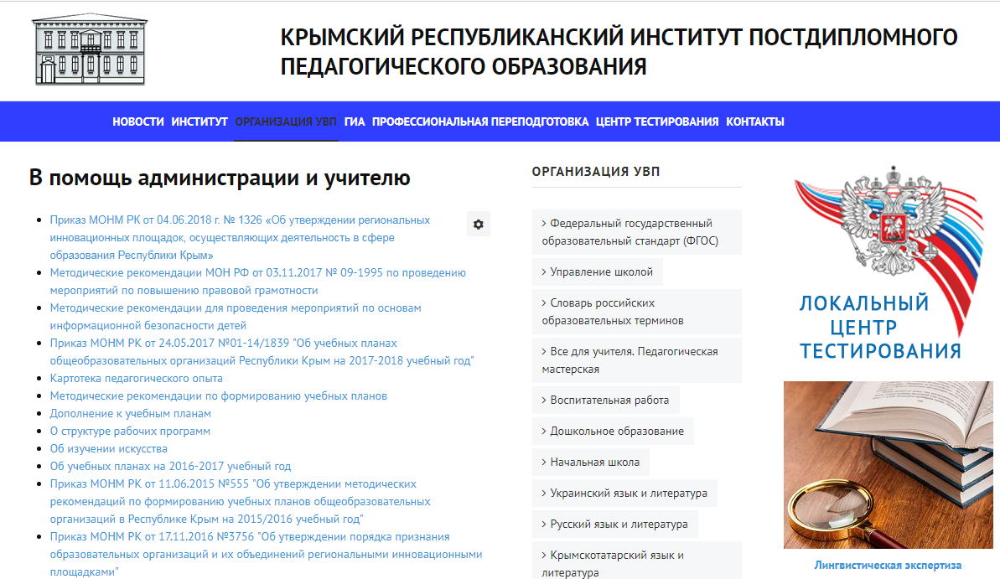 КРЫМСКИЙ РЕСПУБЛИКАНСКИЙ ИНСТИТУТ ПОСТДИПЛОМНОГО
ПЕДАГОГИЧЕСКОГО ОБРАЗОВАНИЯ
НОВОСТИ ИНСТИТУТ ОРГАНИЗАЦИЯ УВП ГИА ПРОФЕССИОНАЛЬНАЯ ПЕРЕПОДГОТОВКА ЦЕНТР ТЕСТИРОВАНИЯ КОНТАКТЫ
В помощь администрации и учителю
Приказ МОНМ РК от 04.06.2018 г. № 1326 «Об утверждении региональных
инновационных площадок, осуществляющих деятельность в сфере
образования Республики Крым»
Методические рекомендации МОН РФ от 03.11.2017 № 09-1995 по проведению
мероприятий по повышению правовой грамотности
Методические рекомендации для проведения мероприятий по основам
информационной безопасности детей
Приказ МОНМ РК от 24.05.2017 №01-14/1839 "Об учебных планах
общеобразовательных организаций Республики Крым на 2017-2018 учебный год"
Картотека педагогического опыта
Методические рекомендации по формированию учебных планов
Дополнение к учебным планам
О структуре рабочих программ
Об изучении искусства
Об учебных планах на 2016-2017 учебный год
Приказ МОНМ РК от 11.06.2015 №555 "Об утверждении методических
рекомендаций по формированию учебных планов общеобразовательных
организаций в Республике Крым на 2015/2016 учебный год"
Приказ МОНМ РК от 17.11.2016 №3756 "Об утверждении порядка признания
образовательных организаций и их объединений региональными инновационными
площадками"
ОРГАНИЗАЦИЯ УВП
> Федеральный государственный
образовательный стандарт (ФГОС)
> Управление школой
> Словарь российских
образовательных терминов
> Все для учителя. Педагогическая
мастерская
> Воспитательная работа
> Дошкольное образование
> Начальная школа
> Украинский язык и литература
> Русский язык и литература
> Крымскотатарский язык и
литература
ЛОКАЛЬНЫЙ
ЦЕНТР
ТЕСТИРОВАНИЯ
Лингвистическая экспертиза